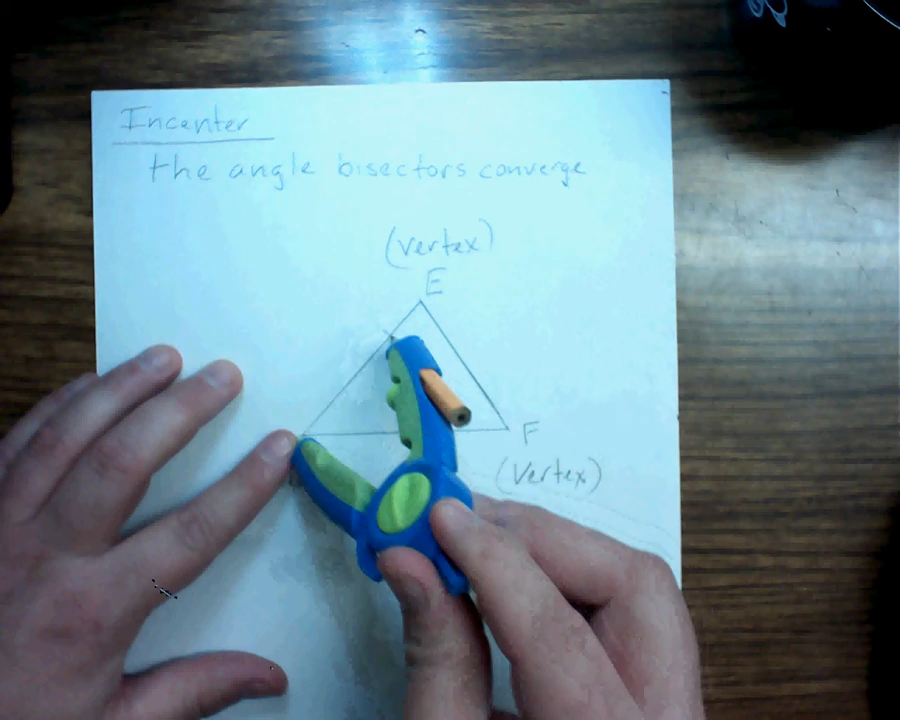 Incenter
the angle bisectors converge
(vertex)
E
F
(vertex)